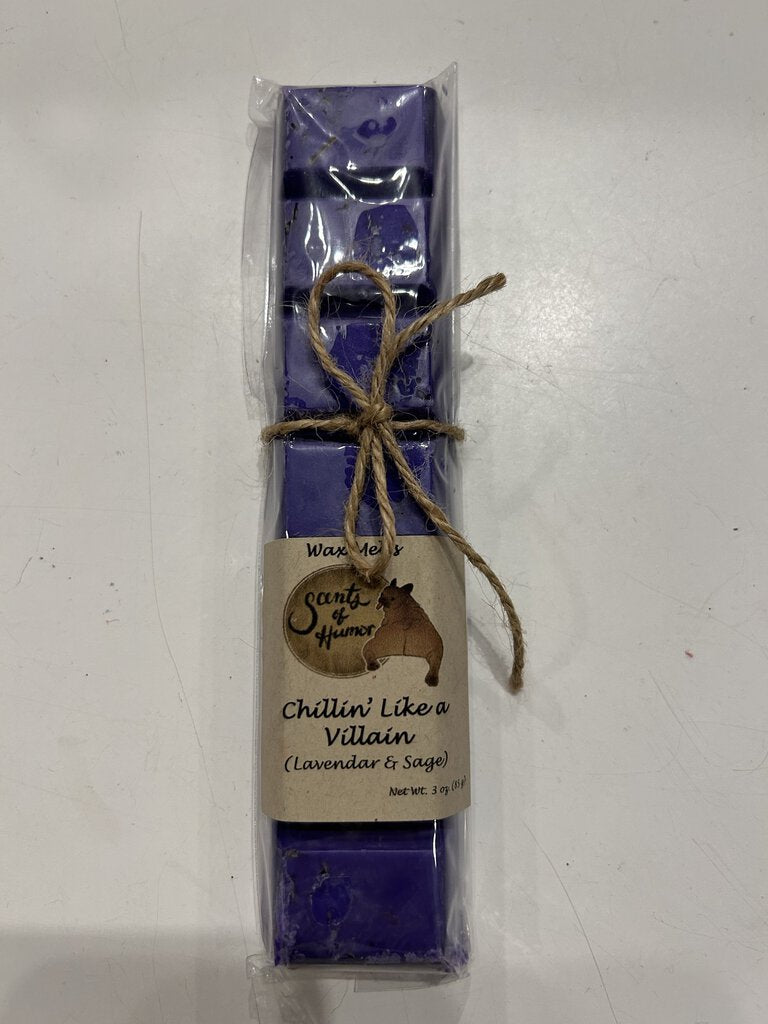 Wax Melts
Scents
of
Humor
Chillin' Like a
Villain
(Lavendar & Sage)
Net Wt. 3 oz. (85 g)